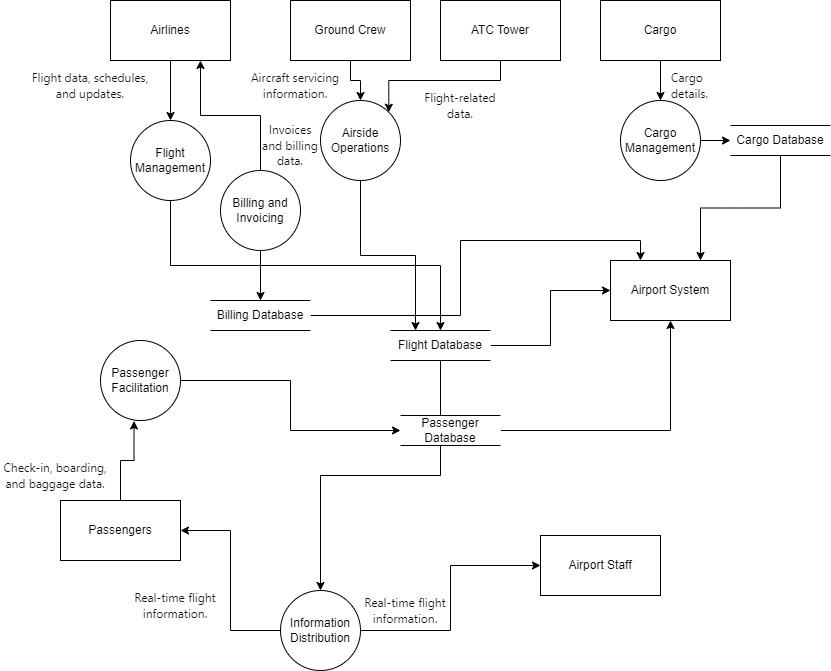 Airlines
Ground Crew
ATC Tower
Cargo
Flight data, schedules,
and updates.
Aircraft servicing
information.
Flight-related
data.
Cargo
details.
Flight
Management
Invoices
and billing
data.
Airside
Operations
Cargo
Management
Cargo Database
Billing and
Invoicing
Airport System
Billing Database
Flight Database
Passenger
Facilitation
Passenger
Database
Check-in, boarding,
and baggage data.
Passengers
Airport Staff
Real-time flight
information.
Real-time flight
information.
Information
Distribution